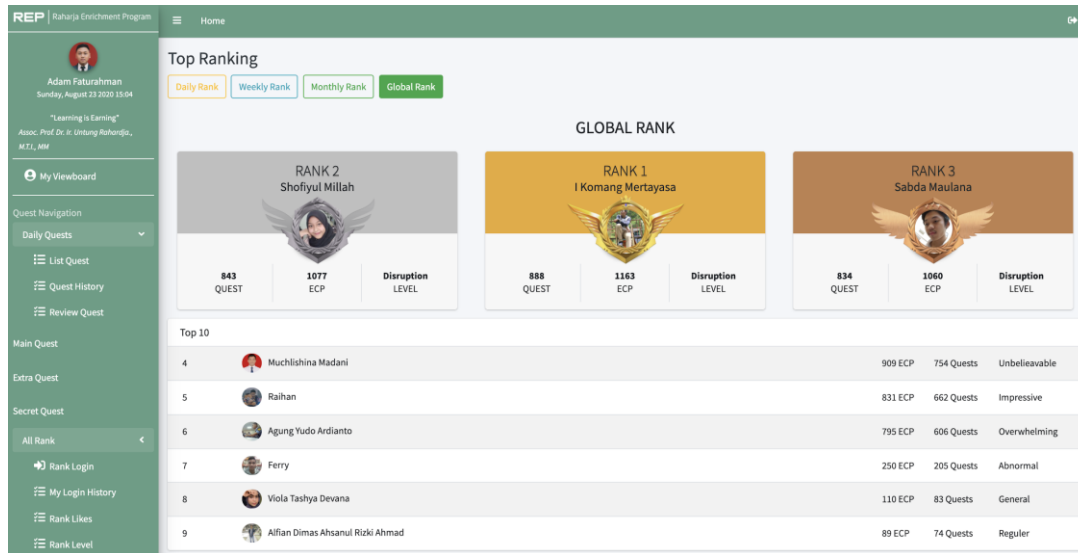 REP Raharja Enrichment Program
Home
Adam Faturahman
Sunday, August 23 2020 15:04
"Learning is Earning"
Assoc. Prof. Dr. Ir. Untung Rahardja.,
M.T.I., MM
My Viewboard
Quest Navigation
Daily Quests
List Quest
Quest History
Review Quest
Main Quest
Extra Quest
Secret Quest
All Rank
Rank Login
My Login History
Rank Likes
Rank Level
Top Ranking
Daily Rank Weekly Rank Monthly Rank Global Rank
GLOBAL RANK
RANK 2
Shofiyul Millah
843 1077 Disruption
QUEST ECP LEVEL
RANK 1
I Komang Mertayasa
888 1163 Disruption
QUEST ECP LEVEL
RANK 3
Sabda Maulana
834 1060 Disruption
QUEST ECP LEVEL
Top 10
4 Muchlishina Madani 909 ECP 754 Quests Unbelieavable
5 Raihan 831 ECP 662 Quests Impressive
6 Agung Yudo Ardianto 795 ECP 606 Quests Overwhelming
7 Ferry 250 ECP 205 Quests Abnormal
8 Viola Tashya Devana 110 ECP 83 Quests General
9 Alfian Dimas Ahsanul Rizki Ahmad 89 ECP 74 Quests Reguler